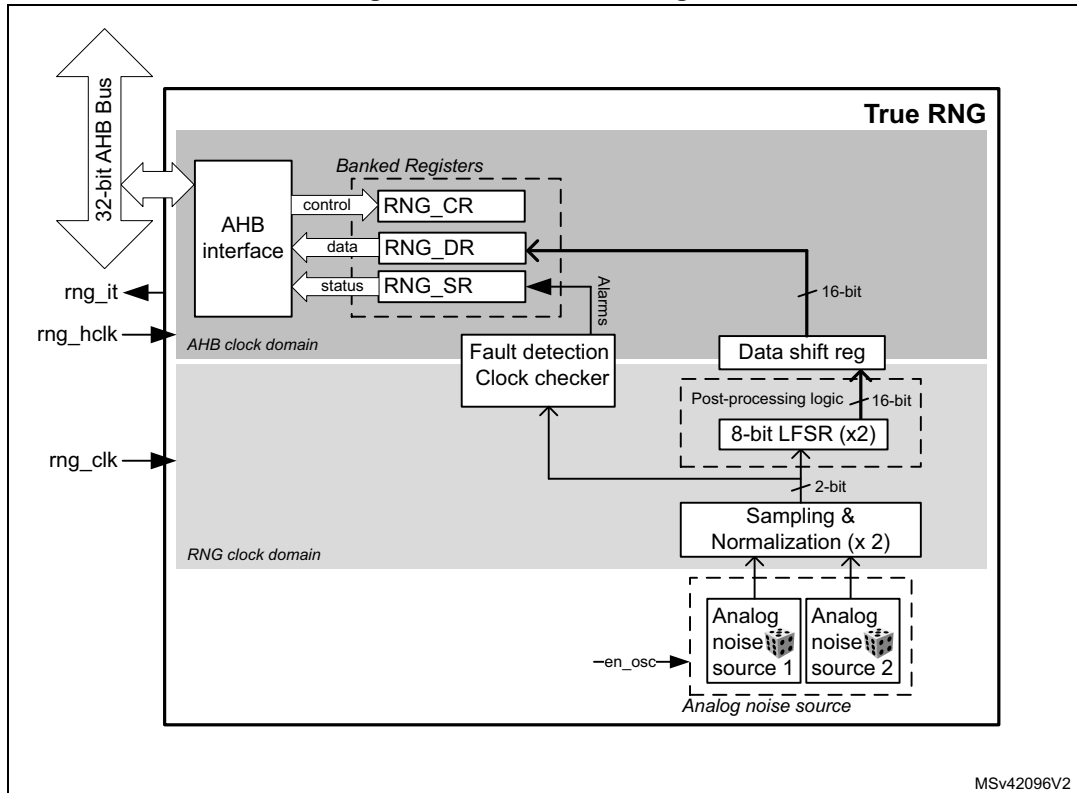 True RNG
32-bit AHB Bus
Banked Registers
AHB
interface
control
RNG_CR
data
RNG_DR
status
RNG_SR
Alarms
16-bit
rng_it
rng_hclk
AHB clock domain
Fault detection
Clock checker
Data shift reg
Post-processing logic
16-bit
8-bit LFSR (x2)
rng_clk
2-bit
Sampling &
Normalization (x 2)
RNG clock domain
Analog
noise
source 1
Analog
noise
source 2
en_osc
Analog noise source
MSv42096V2